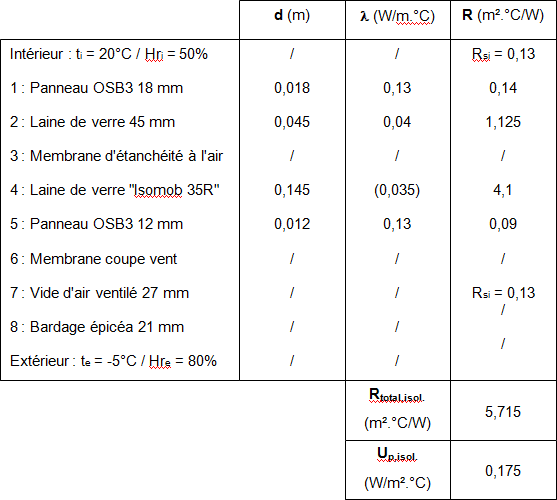 d (m) λ (W/m.°C) R (m².°C/W)
Intérieur : ti = 20°C / Hri = 50% / / Rsi = 0,13
1 : Panneau OSB3 18 mm 0,018 0,13 0,14
2 : Laine de verre 45 mm 0,045 0,04 1,125
3 : Membrane d'étanchéité à l'air / / /
4 : Laine de verre "Isomob 35R" 0,145 (0,035) 4,1
5 : Panneau OSB3 12 mm 0,012 0,13 0,09
6 : Membrane coupe vent / / /
7 : Vide d'air ventilé 27 mm / / Rsi = 0,13
/
8 : Bardage épicéa 21 mm / /
/
Extérieur : te = -5°C / Hre = 80% / /
Rtotal,isol.
(m².°C/W) 5,715
Up,isol.
(W/m².°C) 0,175